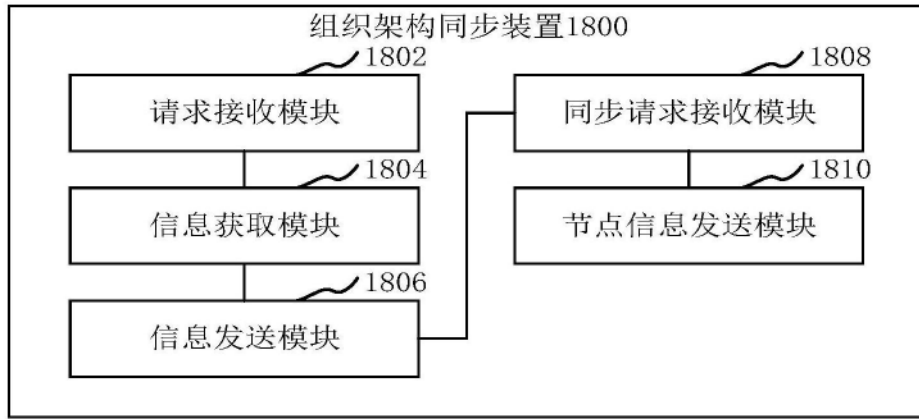 组织架构同步装置1800
1802
请求接收模块
1804
信息获取模块
1806
信息发送模块
1808
同步请求接收模块
1810
节点信息发送模块